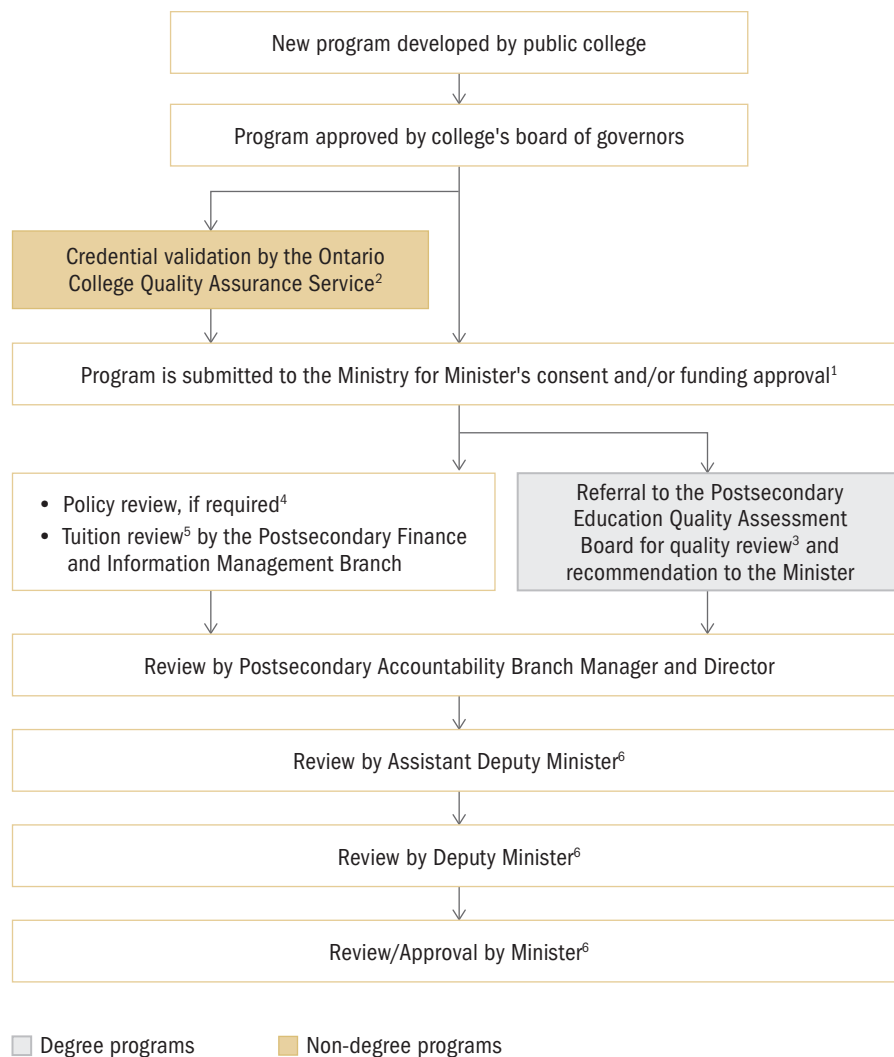 New program developed by public college
Program approved by college's board of governors
Credential validation by the Ontario
College Quality Assurance Service²
Program is submitted to the Ministry for Minister's consent and/or funding approval¹
• Policy review, if required⁴
• Tuition review⁵ by the Postsecondary Finance
and Information Management Branch
Referral to the Postsecondary
Education Quality Assessment
Board for quality review³ and
recommendation to the Minister
Review by Postsecondary Accountability Branch Manager and Director
Review by Assistant Deputy Minister⁶
Review by Deputy Minister⁶
Review/Approval by Minister⁶
Degree programs
Non-degree programs